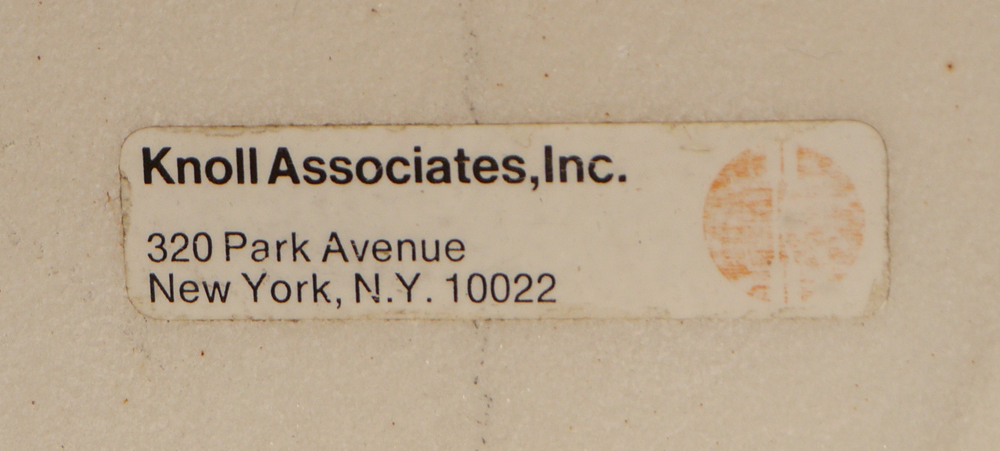 Knoll Associates, Inc.
320 Park Avenue
New York, N.Y. 10022